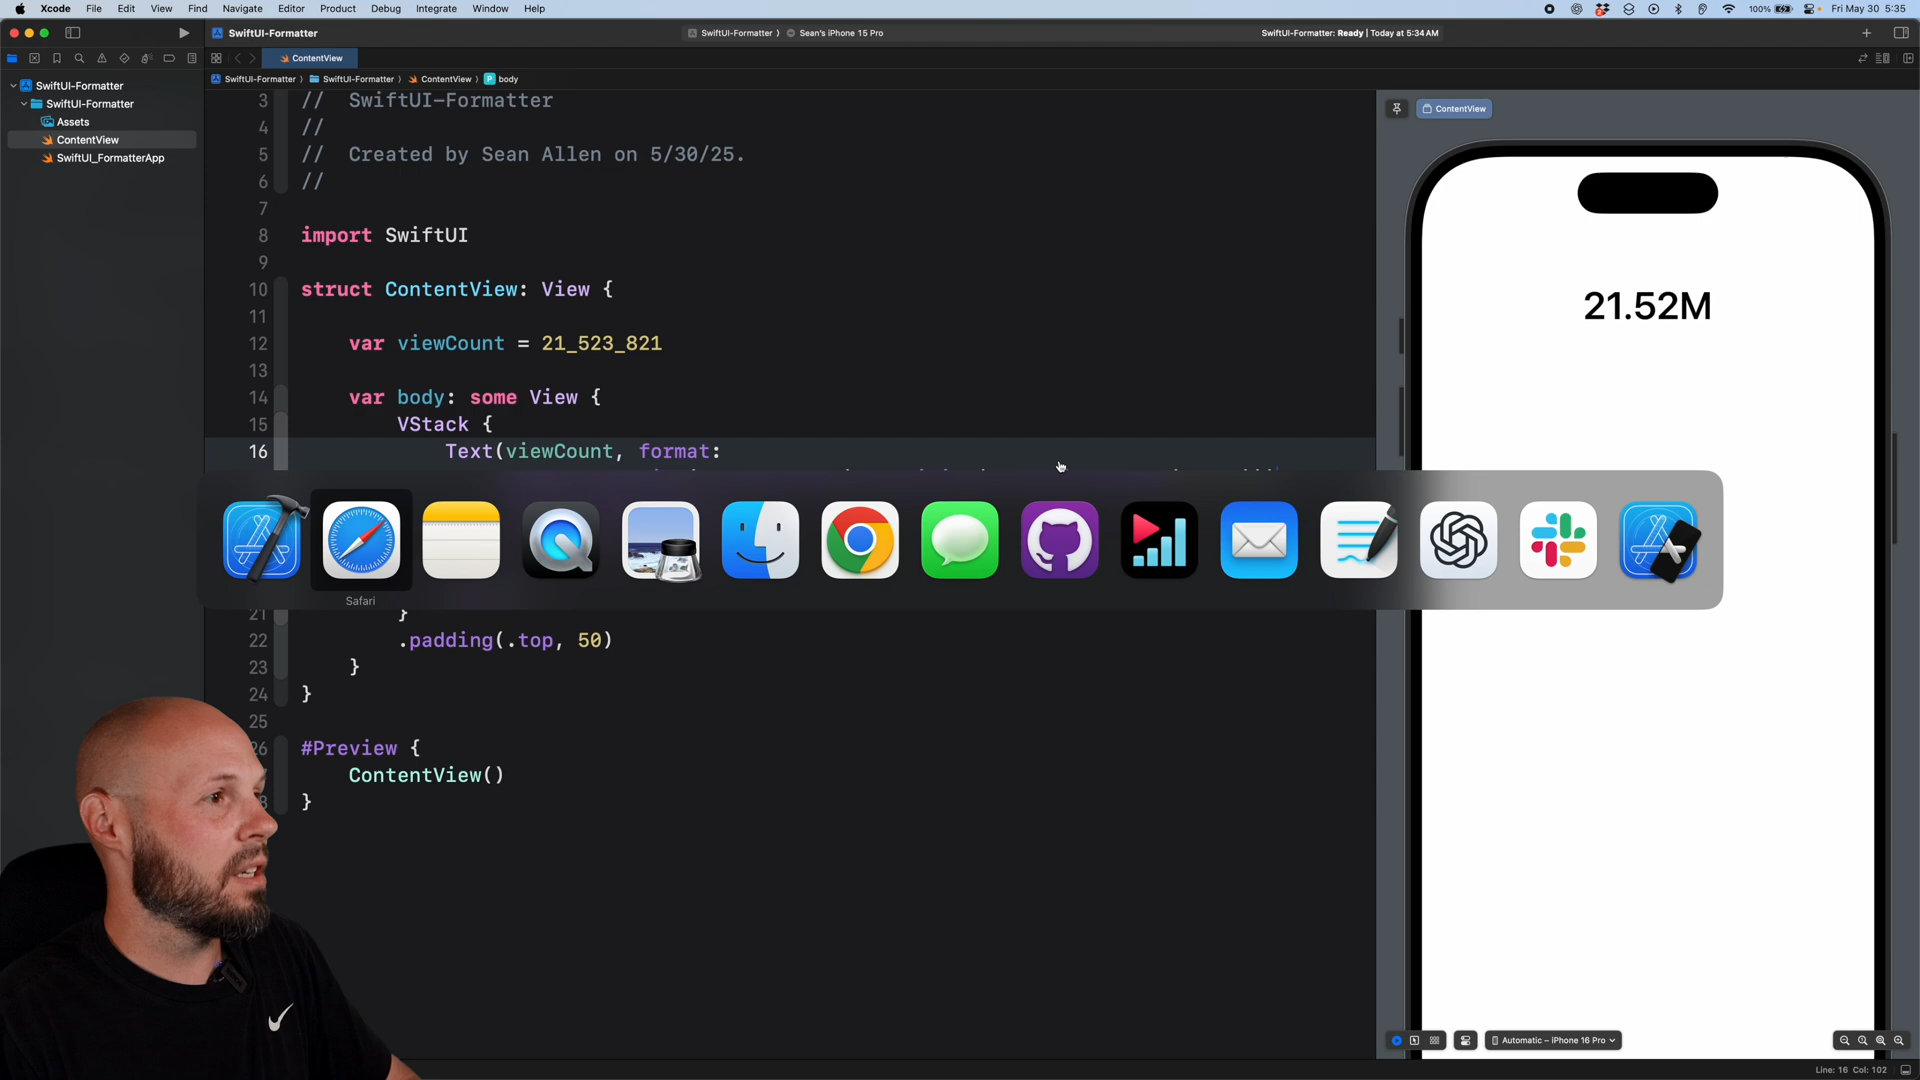 Xcode File Edit View Find Navigate Editor Product Debug Integrate Window Help
100% Fri May 30 5:35
SwiftUI-Formatter
SwiftUI-Formatter 〉 Sean's iPhone 15 Pro
SwiftUI-Formatter: Ready | Today at 5:34 AM
ContentView
SwiftUI-Formatter 〉 SwiftUI-Formatter 〉 ContentView 〉 P body
SwiftUI-Formatter
SwiftUI-Formatter
Assets
ContentView
SwiftUI_FormatterApp
3 // SwiftUI-Formatter
4 //
5 // Created by Sean Allen on 5/30/25.
6 //
7
8 import SwiftUI
9
10 struct ContentView: View {
11
12 var viewCount = 21_523_821
13
14 var body: some View {
15 VStack {
16 Text(viewCount, format:
Safari
21 }
22 .padding(.top, 50)
23 }
24 }
25
#Preview {
ContentView()
}
ContentView
21.52M
Automatic – iPhone 16 Pro
Line: 16 Col: 102